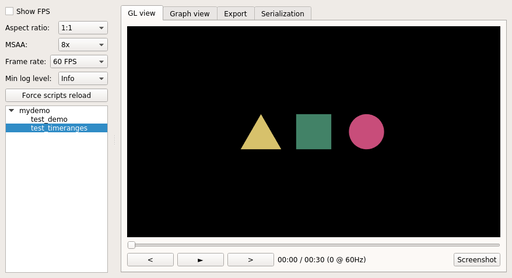 Show FPS
Aspect ratio: 1:1
MSAA: 8x
Frame rate: 60 FPS
Min log level: Info
Force scripts reload
mydemo
test_demo
test_timeranges
GL view Graph view Export Serialization
< ► > 00:00 / 00:30 (0 @ 60Hz) Screenshot